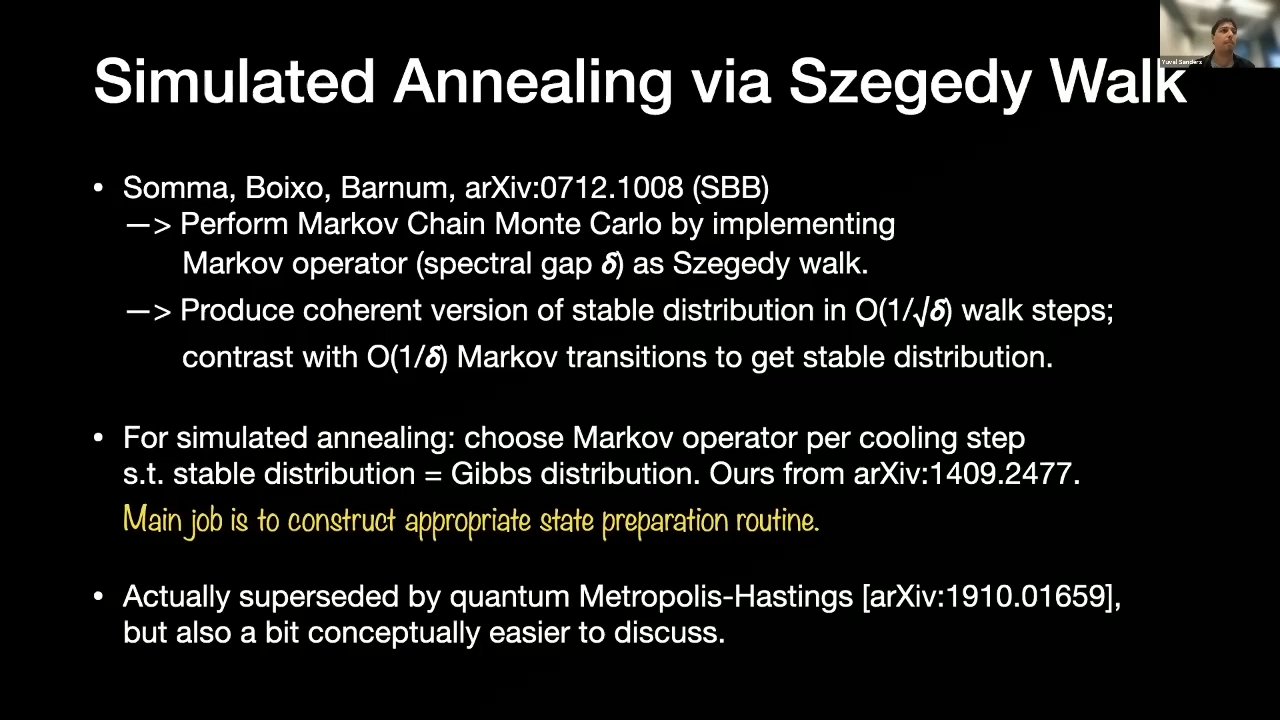 Simulated Annealing via Szegedy Walk
Yuval Sanders
• Somma, Boixo, Barnum, arXiv:0712.1008 (SBB)
—> Perform Markov Chain Monte Carlo by implementing
Markov operator (spectral gap δ) as Szegedy walk.
—> Produce coherent version of stable distribution in O(1/√δ) walk steps;
contrast with O(1/δ) Markov transitions to get stable distribution.
• For simulated annealing: choose Markov operator per cooling step
s.t. stable distribution = Gibbs distribution. Ours from arXiv:1409.2477.
Main job is to construct appropriate state preparation routine.
• Actually superseded by quantum Metropolis-Hastings [arXiv:1910.01659],
but also a bit conceptually easier to discuss.